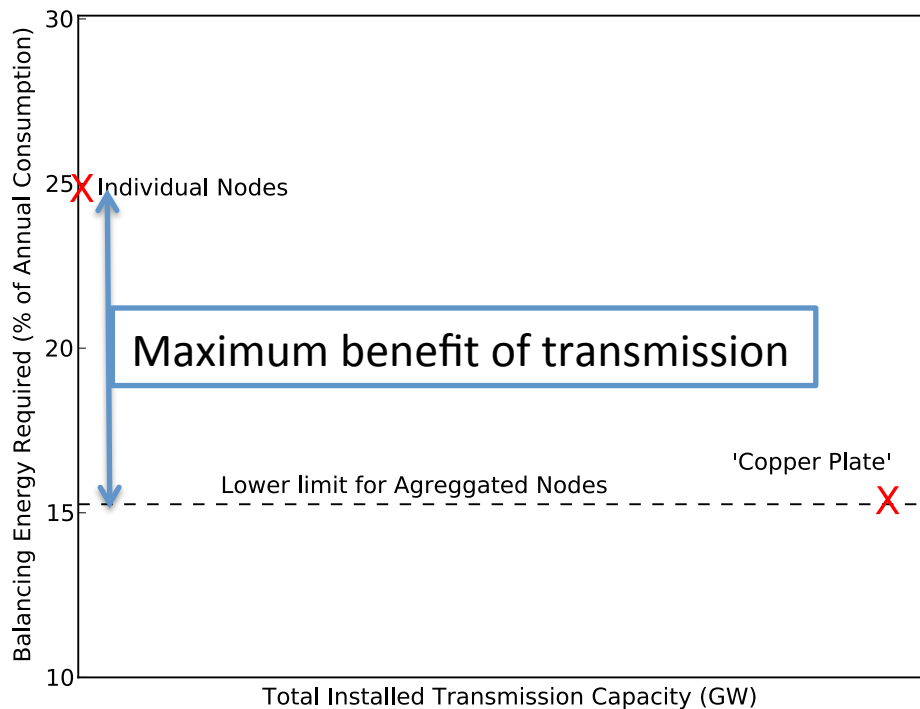 Balancing Energy Required (% of Annual Consumption)
30
25
20
15
10
X Individual Nodes
Maximum benefit of transmission
'Copper Plate'
Lower limit for Agreggated Nodes
X
Total Installed Transmission Capacity (GW)